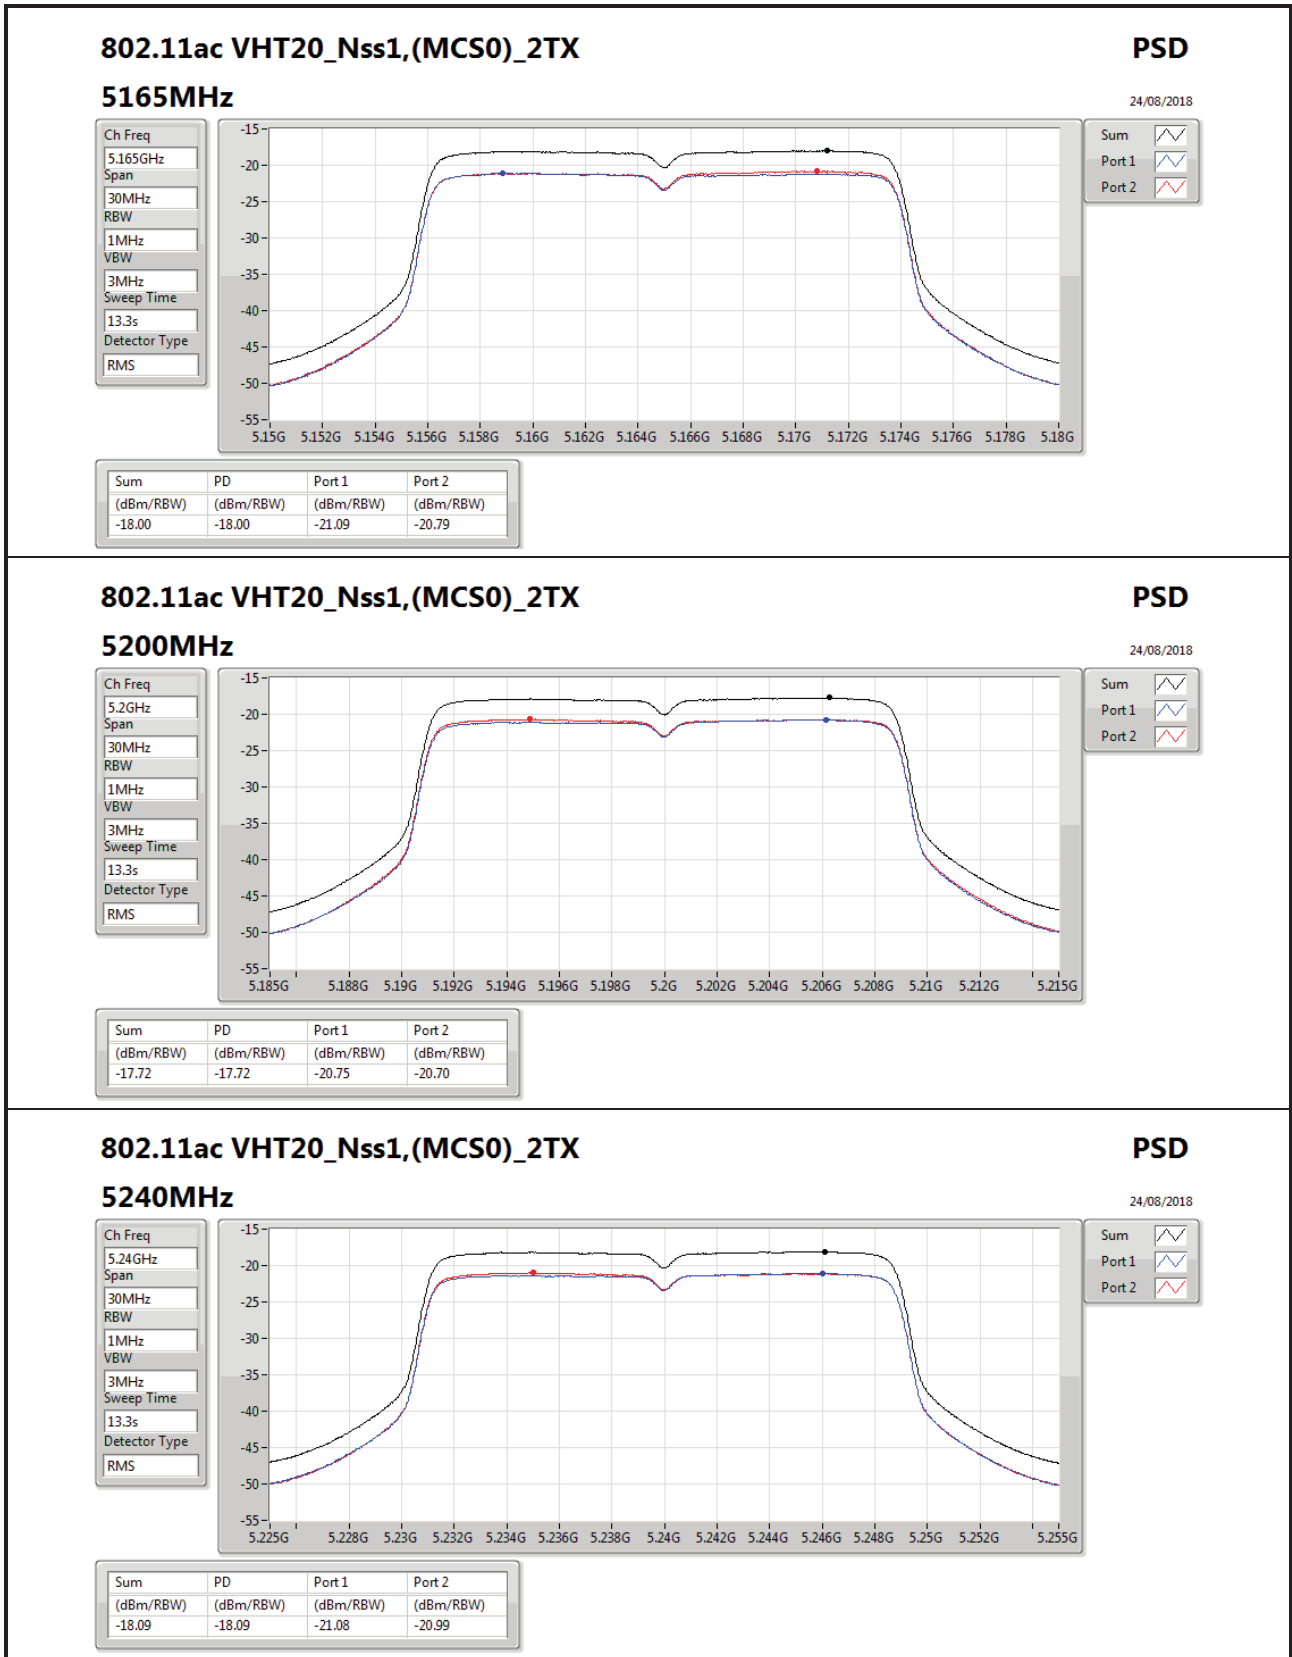 802.11ac VHT20_Nss1,(MCS0)_2TX PSD
5165MHz
24/08/2018
Ch Freq
5.165GHz
Span
30MHz
RBW
1MHz
VBW
3MHz
Sweep Time
13.3s
Detector Type
RMS
-15
-20
-25
-30
-35
-40
-45
-50
-55
5.15G 5.152G 5.154G 5.156G 5.158G 5.16G 5.162G 5.164G 5.166G 5.168G 5.17G 5.172G 5.174G 5.176G 5.178G 5.18G
Sum
Port 1
Port 2
Sum PD Port 1 Port 2
(dBm/RBW) (dBm/RBW) (dBm/RBW) (dBm/RBW)
-18.00 -18.00 -21.09 -20.79
802.11ac VHT20_Nss1,(MCS0)_2TX PSD
5200MHz
24/08/2018
Ch Freq
5.2GHz
Span
30MHz
RBW
1MHz
VBW
3MHz
Sweep Time
13.3s
Detector Type
RMS
-15
-20
-25
-30
-35
-40
-45
-50
-55
5.185G 5.188G 5.19G 5.192G 5.194G 5.196G 5.198G 5.2G 5.202G 5.204G 5.206G 5.208G 5.21G 5.212G 5.215G
Sum
Port 1
Port 2
Sum PD Port 1 Port 2
(dBm/RBW) (dBm/RBW) (dBm/RBW) (dBm/RBW)
-17.72 -17.72 -20.75 -20.70
802.11ac VHT20_Nss1,(MCS0)_2TX PSD
5240MHz
24/08/2018
Ch Freq
5.24GHz
Span
30MHz
RBW
1MHz
VBW
3MHz
Sweep Time
13.3s
Detector Type
RMS
-15
-20
-25
-30
-35
-40
-45
-50
-55
5.225G 5.228G 5.23G 5.232G 5.234G 5.236G 5.238G 5.24G 5.242G 5.244G 5.246G 5.248G 5.25G 5.252G 5.255G
Sum
Port 1
Port 2
Sum PD Port 1 Port 2
(dBm/RBW) (dBm/RBW) (dBm/RBW) (dBm/RBW)
-18.09 -18.09 -21.08 -20.99